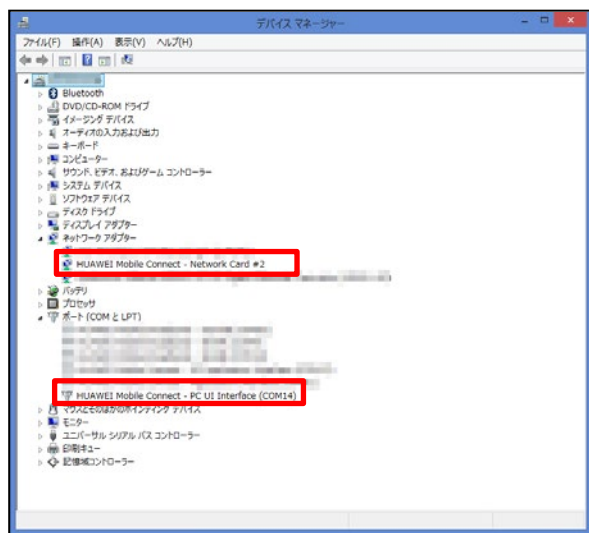 デバイス マネージャー
ファイル(F) 操作(A) 表示(V) ヘルプ(H)
Bluetooth
DVD/CD-ROM ドライブ
イメージング デバイス
オーディオの入力および出力
キーボード
コンピューター
サウンド、ビデオ、およびゲーム コントローラー
システム デバイス
ソフトウェア デバイス
ディスク ドライブ
ディスプレイ アダプター
ネットワーク アダプター
HUAWEI Mobile Connect - Network Card #2
バッテリ
プロセッサ
ポート (COM と LPT)
HUAWEI Mobile Connect - PC UI Interface (COM14)
マウスとそのほかのポインティング デバイス
モニター
ユニバーサル シリアル バス コントローラー
印刷キュー
記憶域コントローラー